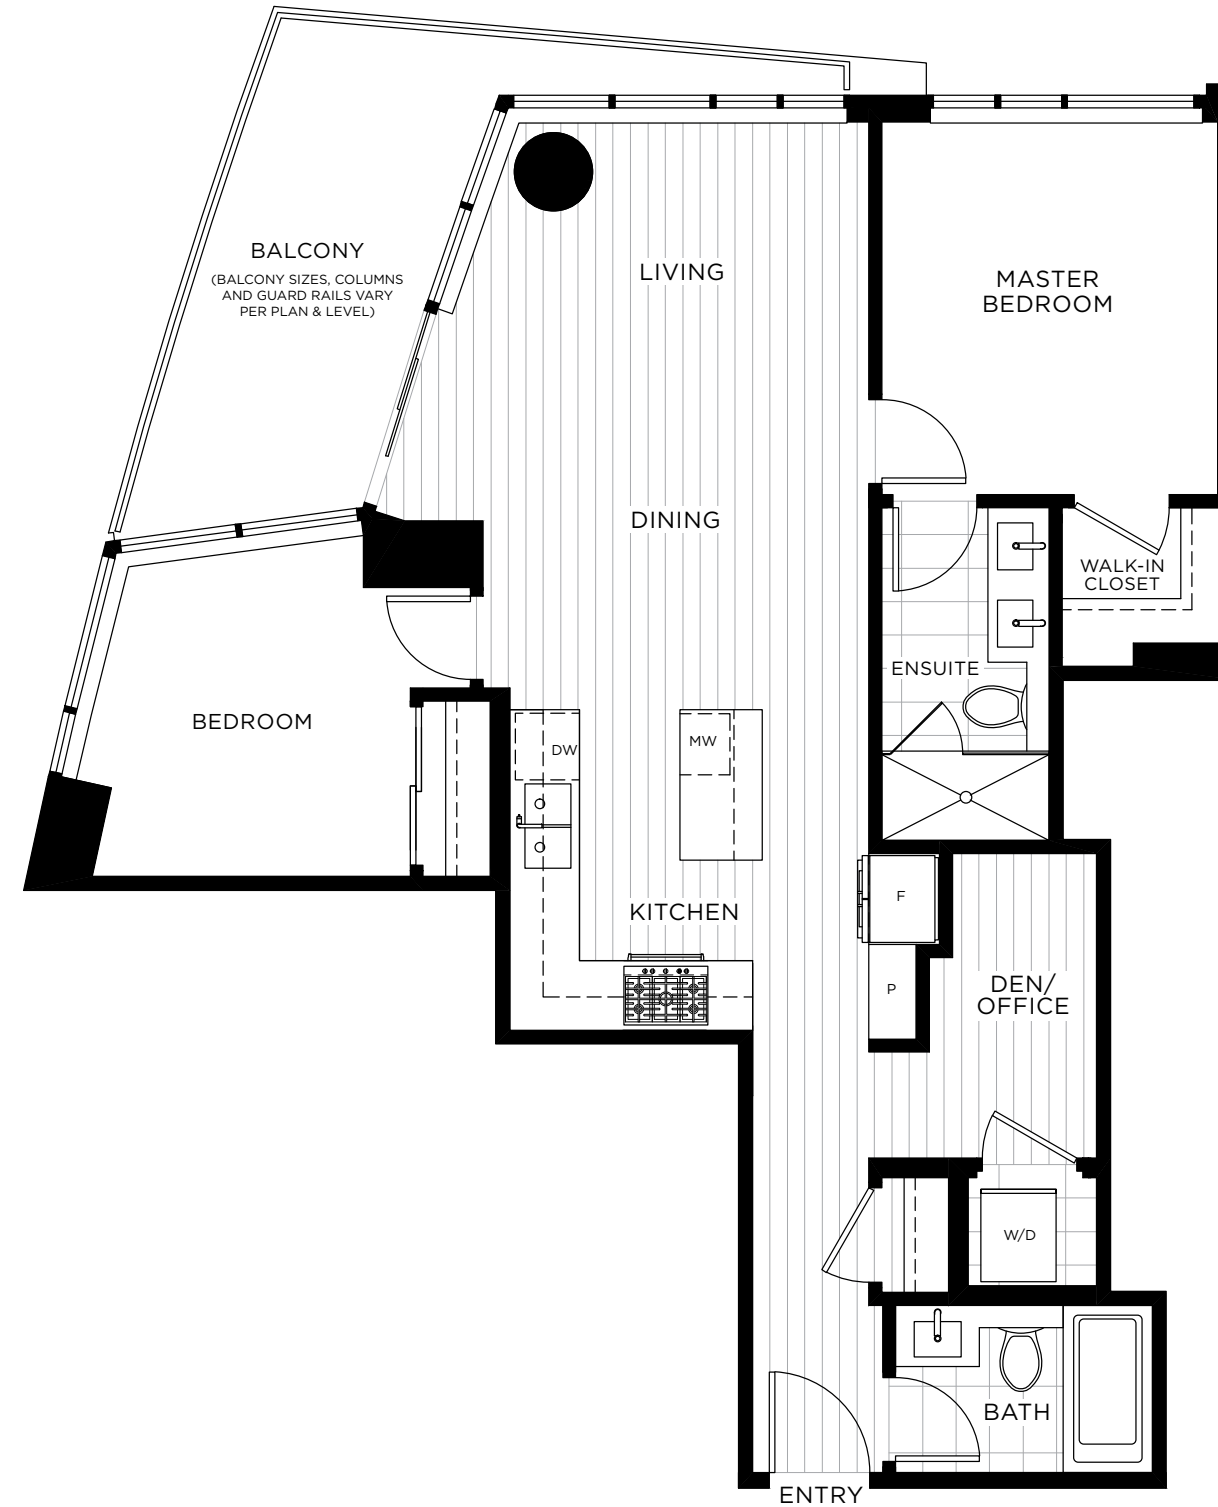 BALCONY
(BALCONY SIZES, COLUMNS
AND GUARD RAILS VARY
PER PLAN & LEVEL)
LIVING
MASTER
BEDROOM
DINING
WALK-IN
CLOSET
ENSUITE
BEDROOM
DW
MW
KITCHEN
F
P
DEN/
OFFICE
W/D
BATH
ENTRY